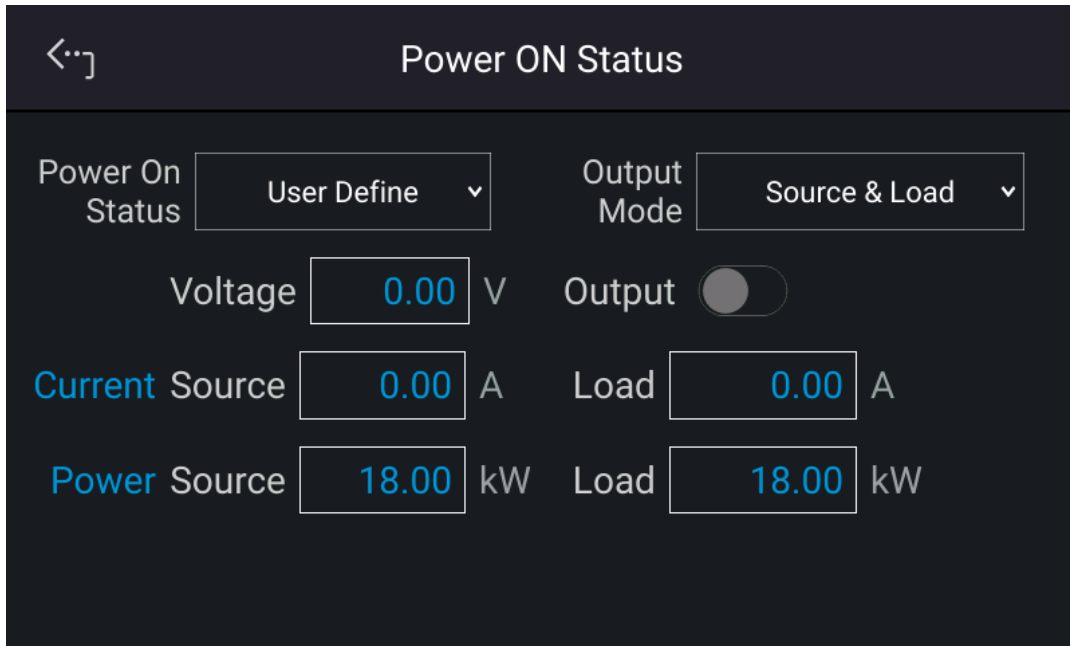 Power ON Status
Power On
Status
User Define
Output
Mode
Source & Load
Voltage 0.00 V Output
Current Source 0.00 A Load 0.00 A
Power Source 18.00 kW Load 18.00 kW